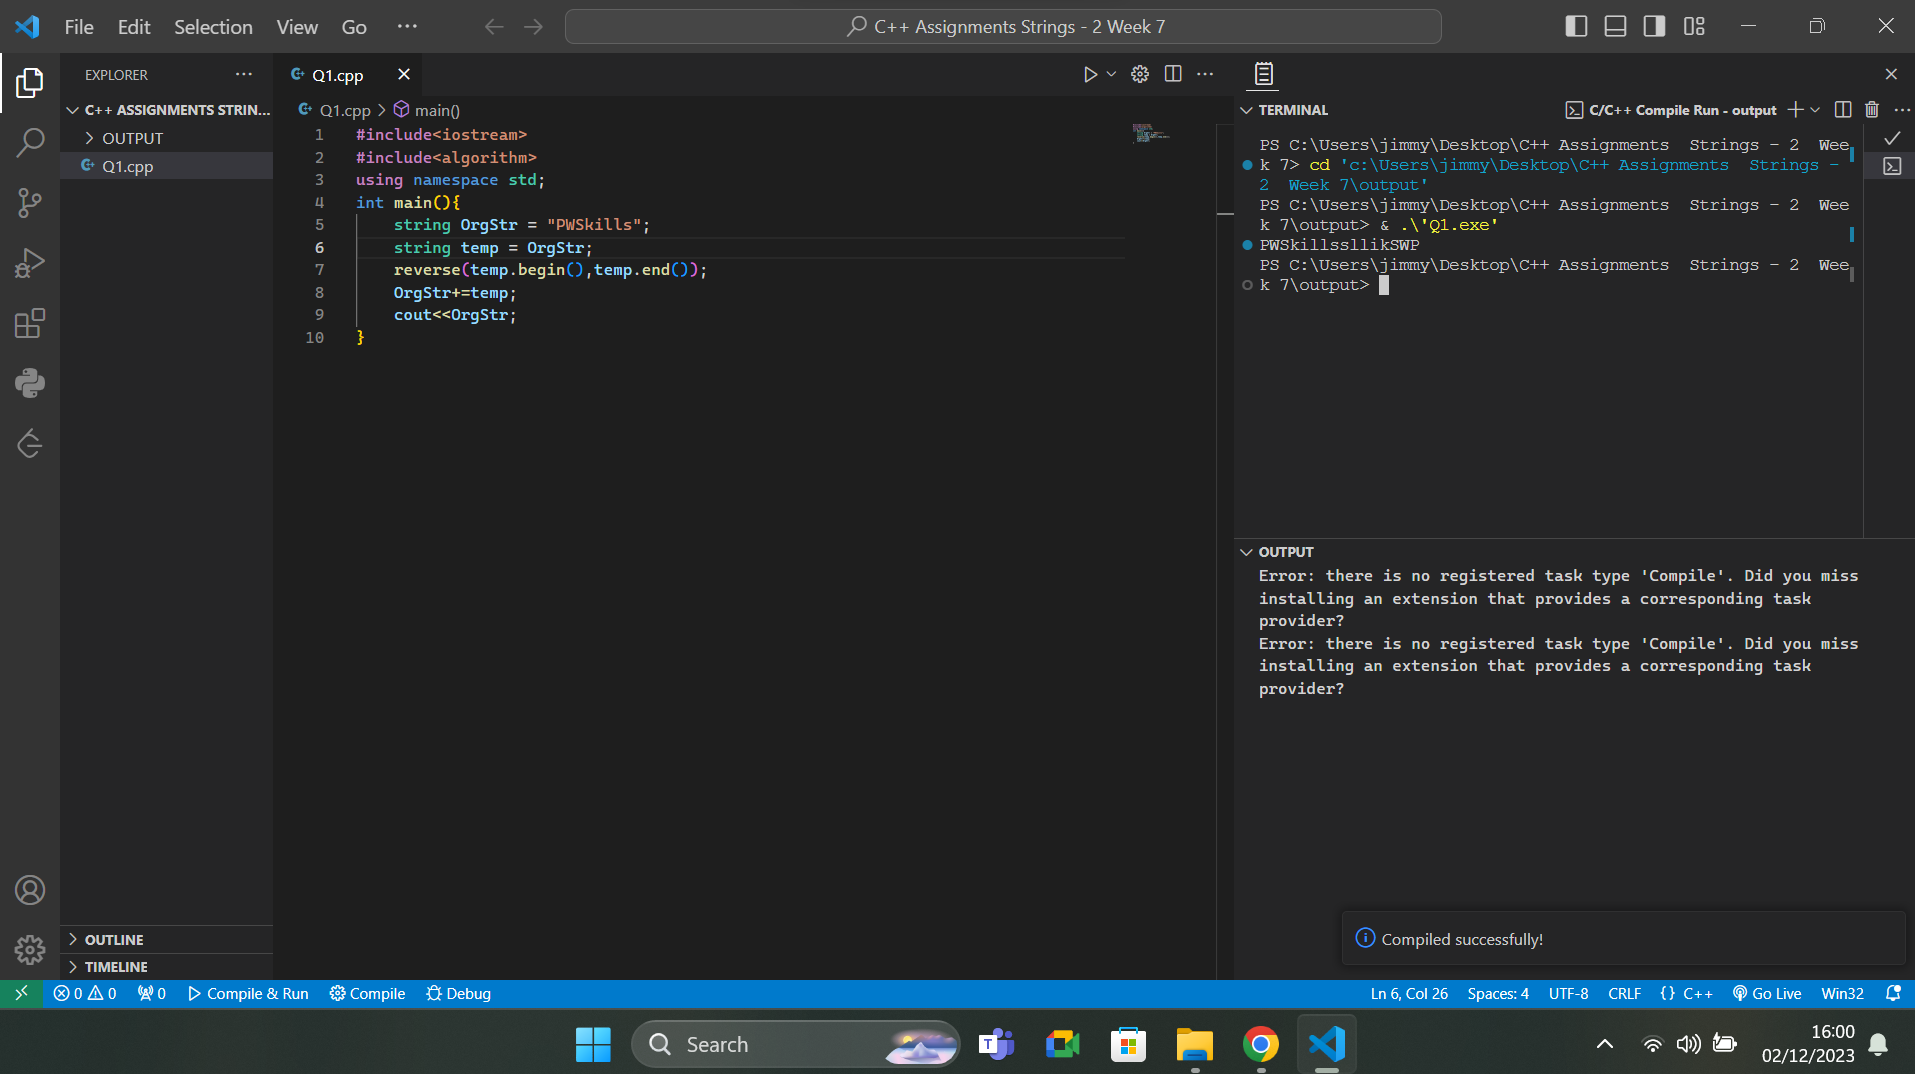 File Edit Selection View Go ···
C++ Assignments Strings - 2 Week 7
EXPLORER ···
C++ ASSIGNMENTS STRIN...
OUTPUT
Q1.cpp
OUTLINE
TIMELINE
Q1.cpp
Q1.cpp > main()
1 #include<iostream>
2 #include<algorithm>
3 using namespace std;
4 int main(){
5 string OrgStr = "PWSkills";
6 string temp = OrgStr;
7 reverse(temp.begin(),temp.end());
8 OrgStr+=temp;
9 cout<<OrgStr;
10 }
TERMINAL
C/C++ Compile Run - output
PS C:\Users\jimmy\Desktop\C++ Assignments  Strings - 2  Wee
k 7> cd 'c:\Users\jimmy\Desktop\C++ Assignments  Strings -
2  Week 7\output'
PS C:\Users\jimmy\Desktop\C++ Assignments  Strings - 2  Wee
k 7\output> & .\'Q1.exe'
PWSkillssllikSWP
PS C:\Users\jimmy\Desktop\C++ Assignments  Strings - 2  Wee
k 7\output>
OUTPUT
Error: there is no registered task type 'Compile'. Did you miss
installing an extension that provides a corresponding task
provider?
Error: there is no registered task type 'Compile'. Did you miss
installing an extension that provides a corresponding task
provider?
Compiled successfully!
0 0 0 Compile & Run Compile Debug
Ln 6, Col 26 Spaces: 4 UTF-8 CRLF {} C++ Go Live Win32
Search
16:00
02/12/2023